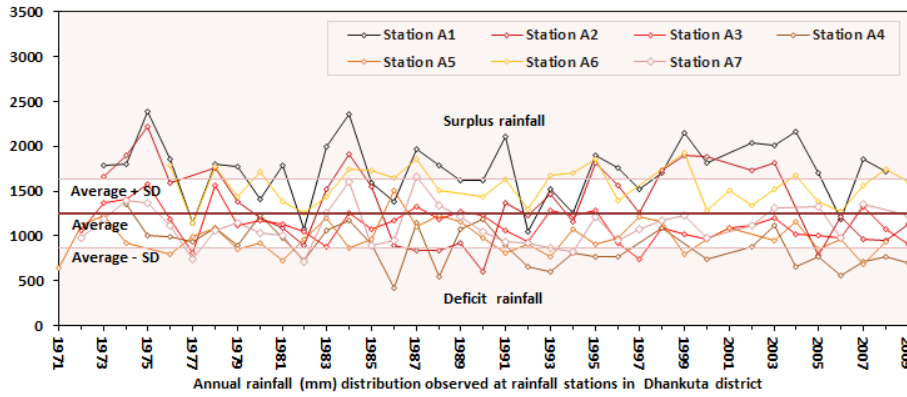 3500
3000
2500
2000
1500
1000
500
0
Station A1 Station A2 Station A3 Station A4
Station A5 Station A6 Station A7
Surplus rainfall
Average + SD
Average
Average - SD
Deficit rainfall
1971 1973 1975 1977 1979 1981 1983 1985 1987 1989 1991 1993 1995 1997 1999 2001 2003 2005 2007 2009
Annual rainfall (mm) distribution observed at rainfall stations in Dhankuta district